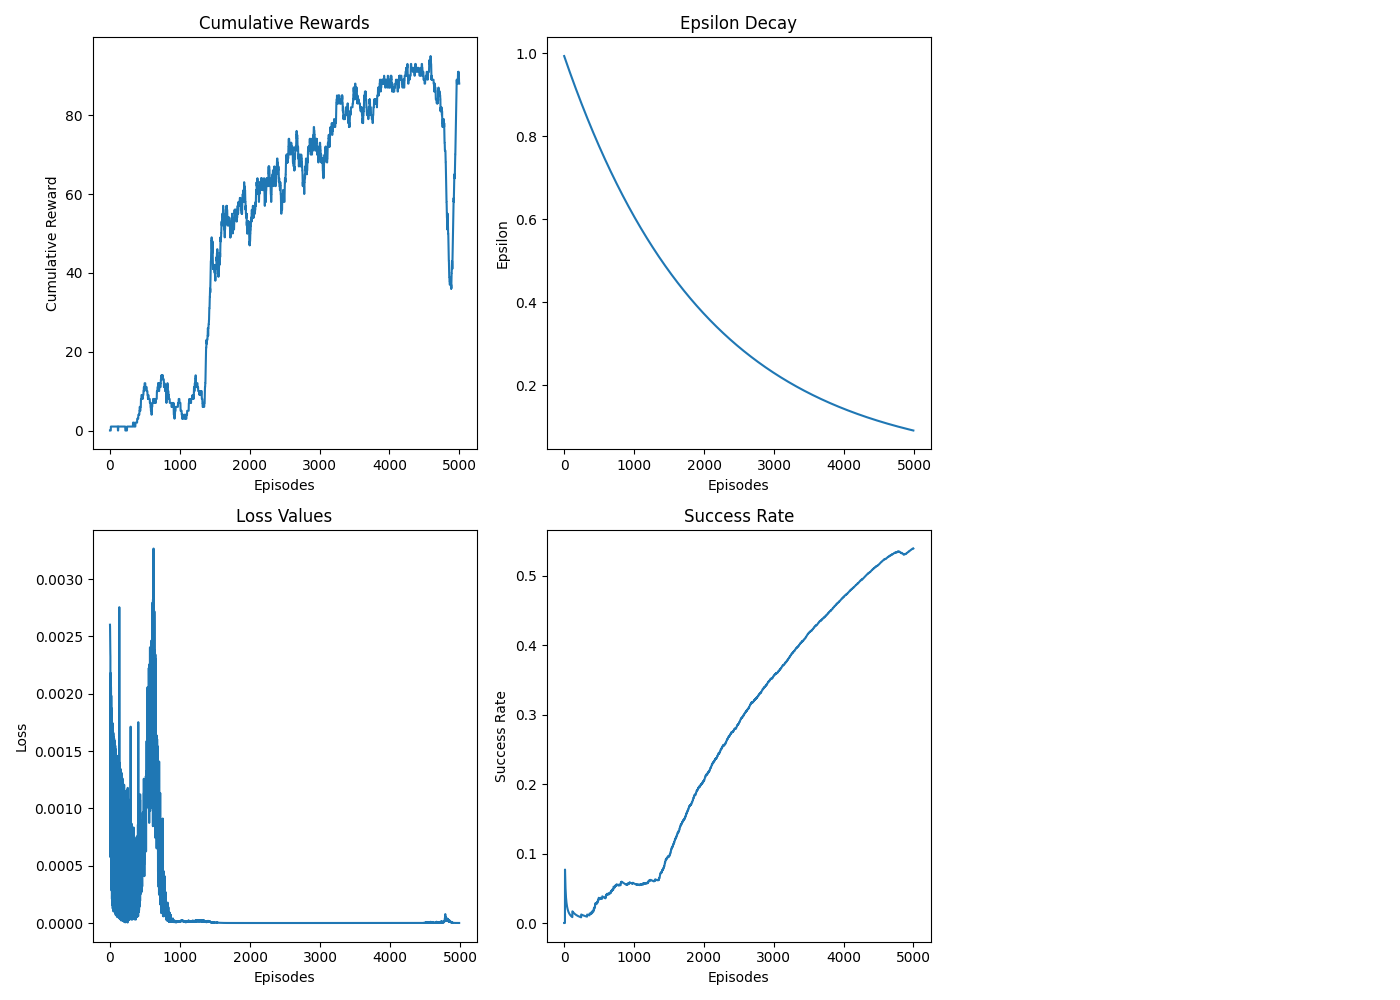 Cumulative Rewards
Cumulative Reward
80
60
40
20
0
0 1000 2000 3000 4000 5000
Episodes
Epsilon Decay
Epsilon
1.0
0.8
0.6
0.4
0.2
0 1000 2000 3000 4000 5000
Episodes
Loss Values
Loss
0.0030
0.0025
0.0020
0.0015
0.0010
0.0005
0.0000
0 1000 2000 3000 4000 5000
Episodes
Success Rate
Success Rate
0.5
0.4
0.3
0.2
0.1
0.0
0 1000 2000 3000 4000 5000
Episodes